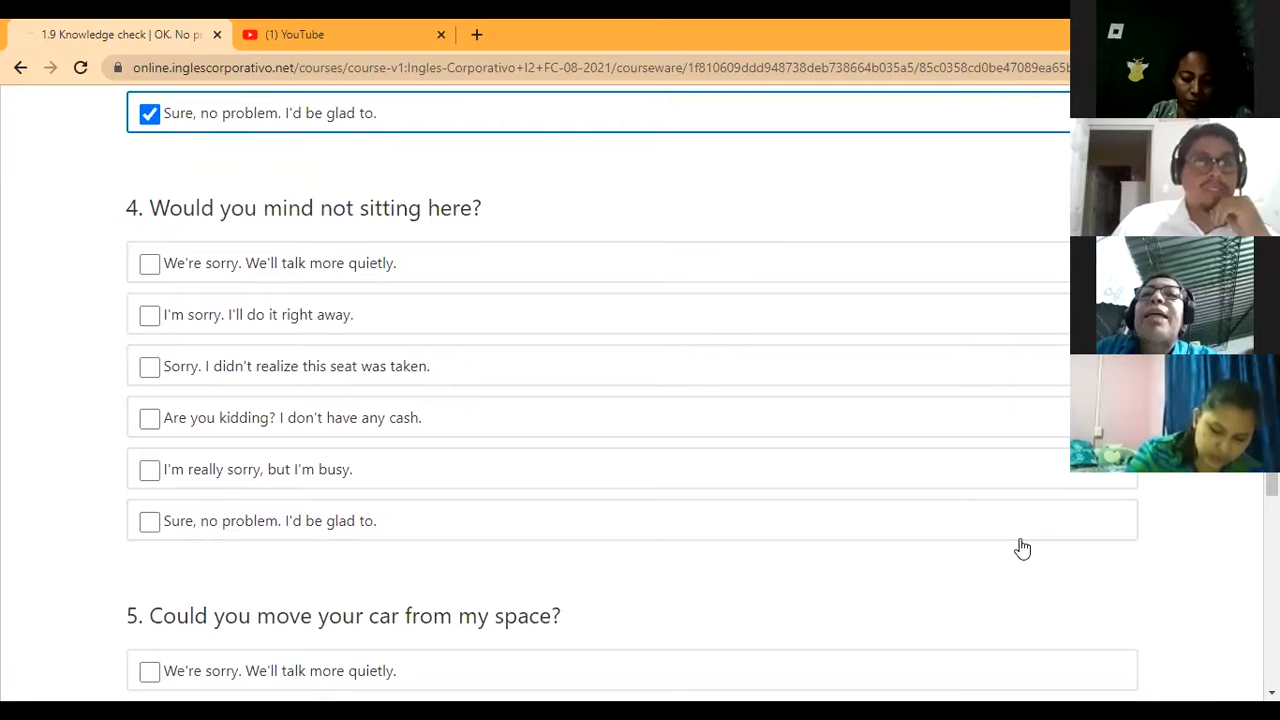 1.9 Knowledge check | OK. No p
(1) YouTube
online.inglescorporativo.net/courses/course-v1:Ingles-Corporativo+I2+FC-08-2021/courseware/1f810609ddd948738deb738664b035a5/85c0358cd0be47089ea65b
Sure, no problem. I'd be glad to.
4. Would you mind not sitting here?
We're sorry. We'll talk more quietly.
I'm sorry. I'll do it right away.
Sorry. I didn't realize this seat was taken.
Are you kidding? I don't have any cash.
I'm really sorry, but I'm busy.
Sure, no problem. I'd be glad to.
5. Could you move your car from my space?
We're sorry. We'll talk more quietly.